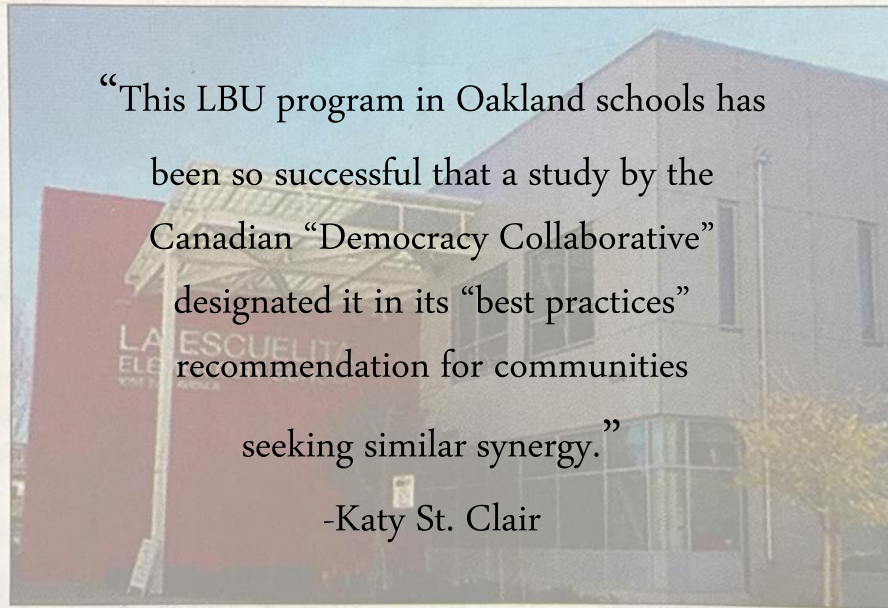 “This LBU program in Oakland schools has
been so successful that a study by the
Canadian “Democracy Collaborative”
designated it in its “best practices”
recommendation for communities
seeking similar synergy.”
-Katy St. Clair
LA ESCUELITA